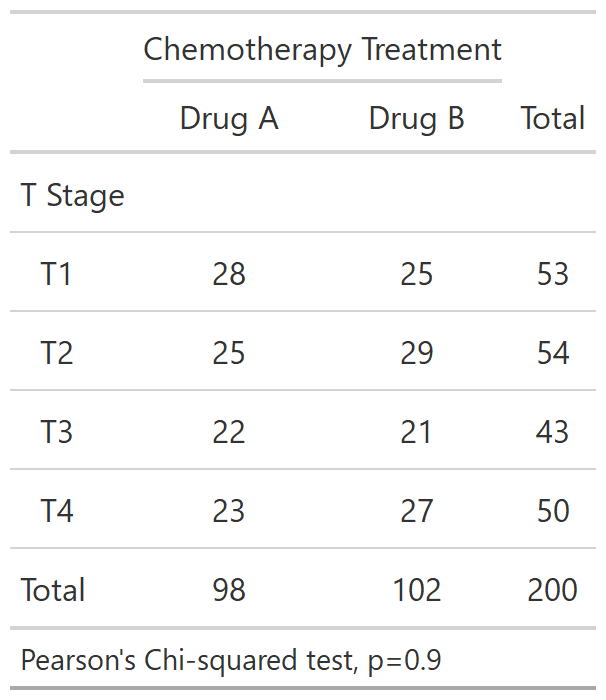 Chemotherapy Treatment
Drug A Drug B Total
T Stage
T1 28 25 53
T2 25 29 54
T3 22 21 43
T4 23 27 50
Total 98 102 200
Pearson's Chi-squared test, p=0.9